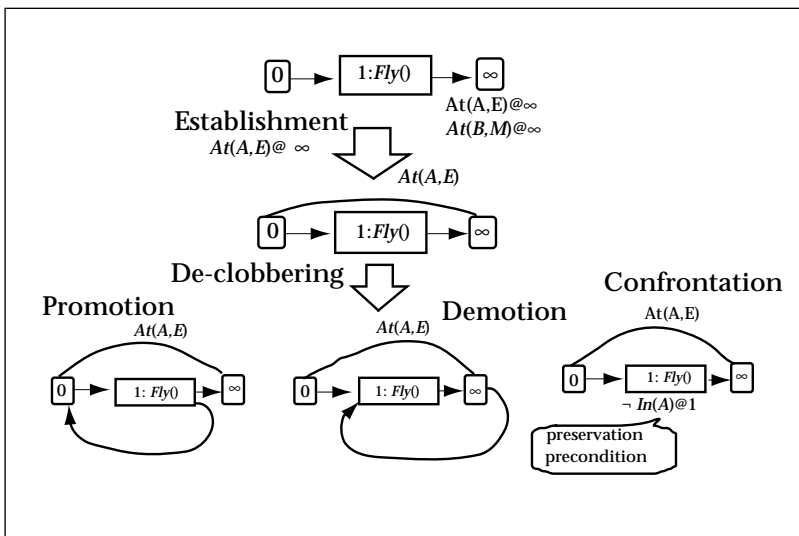 0
1:Fly()
∞
At(A,E)@∞
At(B,M)@∞
Establishment
At(A,E)@ ∞
At(A,E)
0
1:Fly()
∞
De-clobbering
Promotion
At(A,E)
0
1: Fly()
∞
Demotion
At(A,E)
0
1: Fly()
∞
Confrontation
At(A,E)
0
1: Fly()
∞
¬ In(A)@1
preservation
precondition